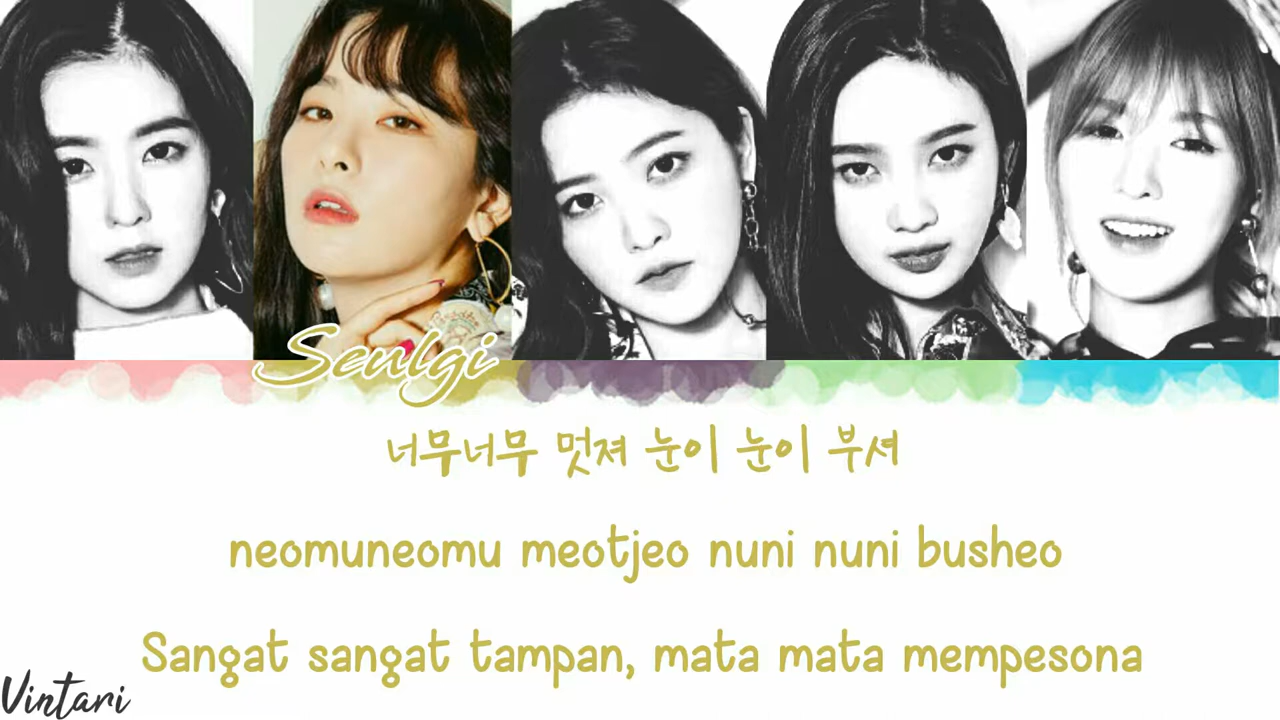 Seulgi
너무너무 멋져 눈이 눈이 부셔
neomuneomu meotjeo nuni nuni busheo
Sangat sangat tampan, mata mata mempesona
Vintari